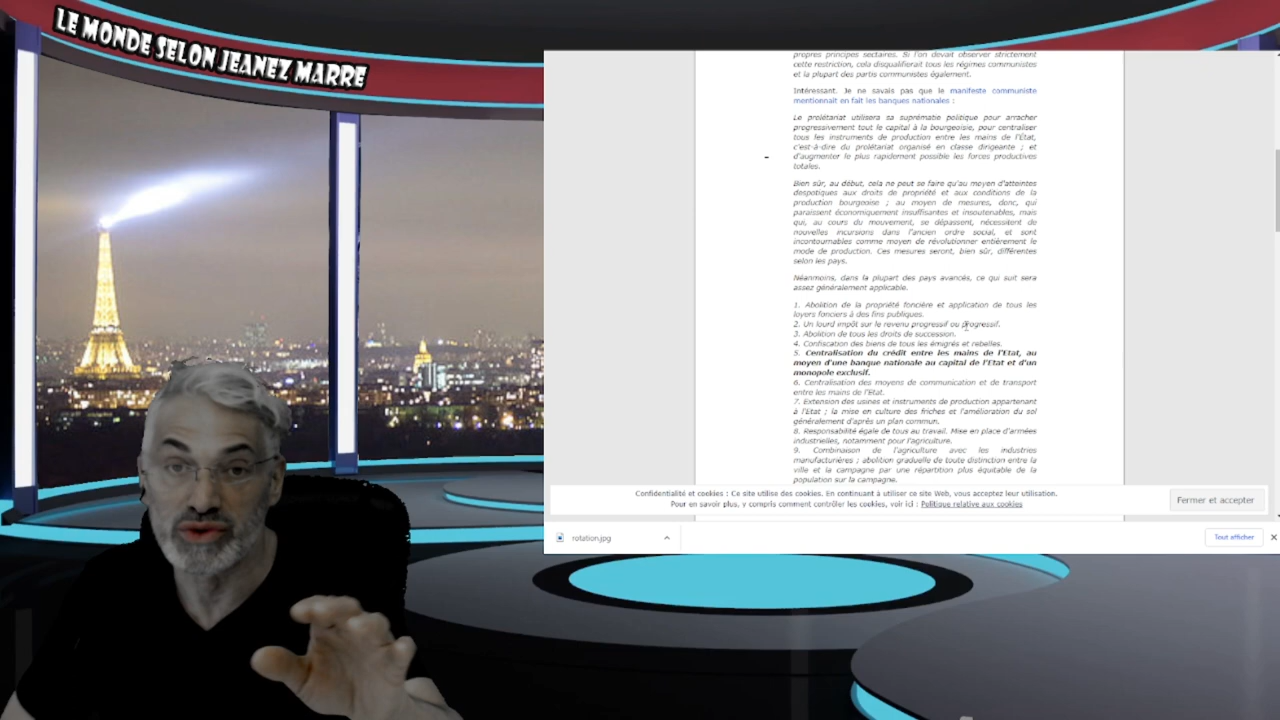 LE MONDE SELON JEANEZ MARRE
propres principes sectaires. Si l'on devait observer strictement
cette restriction, cela disqualifierait tous les régimes communistes
et la plupart des partis communistes également.
Intéressant. Je ne savais pas que le manifeste communiste
mentionnait en fait les banques nationales :
Le prolétariat utilisera sa suprématie politique pour arracher
progressivement tout le capital à la bourgeoisie, pour centraliser
tous les instruments de production entre les mains de l'État,
c'est-à-dire du prolétariat organisé en classe dirigeante ; et
d'augmenter le plus rapidement possible les forces productives
totales.
Bien sûr, au début, cela ne peut se faire qu'au moyen d'atteintes
despotiques aux droits de propriété et aux conditions de la
production bourgeoise ; au moyen de mesures, donc, qui
paraissent économiquement insuffisantes et insoutenables, mais
qui, au cours du mouvement, se dépassent, nécessitent de
nouvelles incursions dans l'ancien ordre social, et sont
incontournables comme moyen de révolutionner entièrement le
mode de production. Ces mesures seront, bien sûr, différentes
selon les pays.
Néanmoins, dans la plupart des pays avancés, ce qui suit sera
assez généralement applicable.
1. Abolition de la propriété foncière et application de tous les
loyers fonciers à des fins publiques.
2. Un lourd impôt sur le revenu progressif ou progressif.
3. Abolition de tous les droits de succession.
4. Confiscation des biens de tous les émigrés et rebelles.
5. Centralisation du crédit entre les mains de l'Etat, au
moyen d'une banque nationale au capital de l'Etat et d'un
monopole exclusif.
6. Centralisation des moyens de communication et de transport
entre les mains de l'Etat.
7. Extension des usines et instruments de production appartenant
à l'Etat ; la mise en culture des friches et l'amélioration du sol
généralement d'après un plan commun.
8. Responsabilité égale de tous au travail. Mise en place d'armées
industrielles, notamment pour l'agriculture.
9. Combinaison de l'agriculture avec les industries
manufacturières ; abolition graduelle de toute distinction entre la
ville et la campagne par une répartition plus équitable de la
population sur la campagne.
Confidentialité et cookies : Ce site utilise des cookies. En continuant à utiliser ce site Web, vous acceptez leur utilisation.
Pour en savoir plus, y compris comment contrôler les cookies, voir ici : Politique relative aux cookies
Fermer et accepter
rotation.jpg
Tout afficher